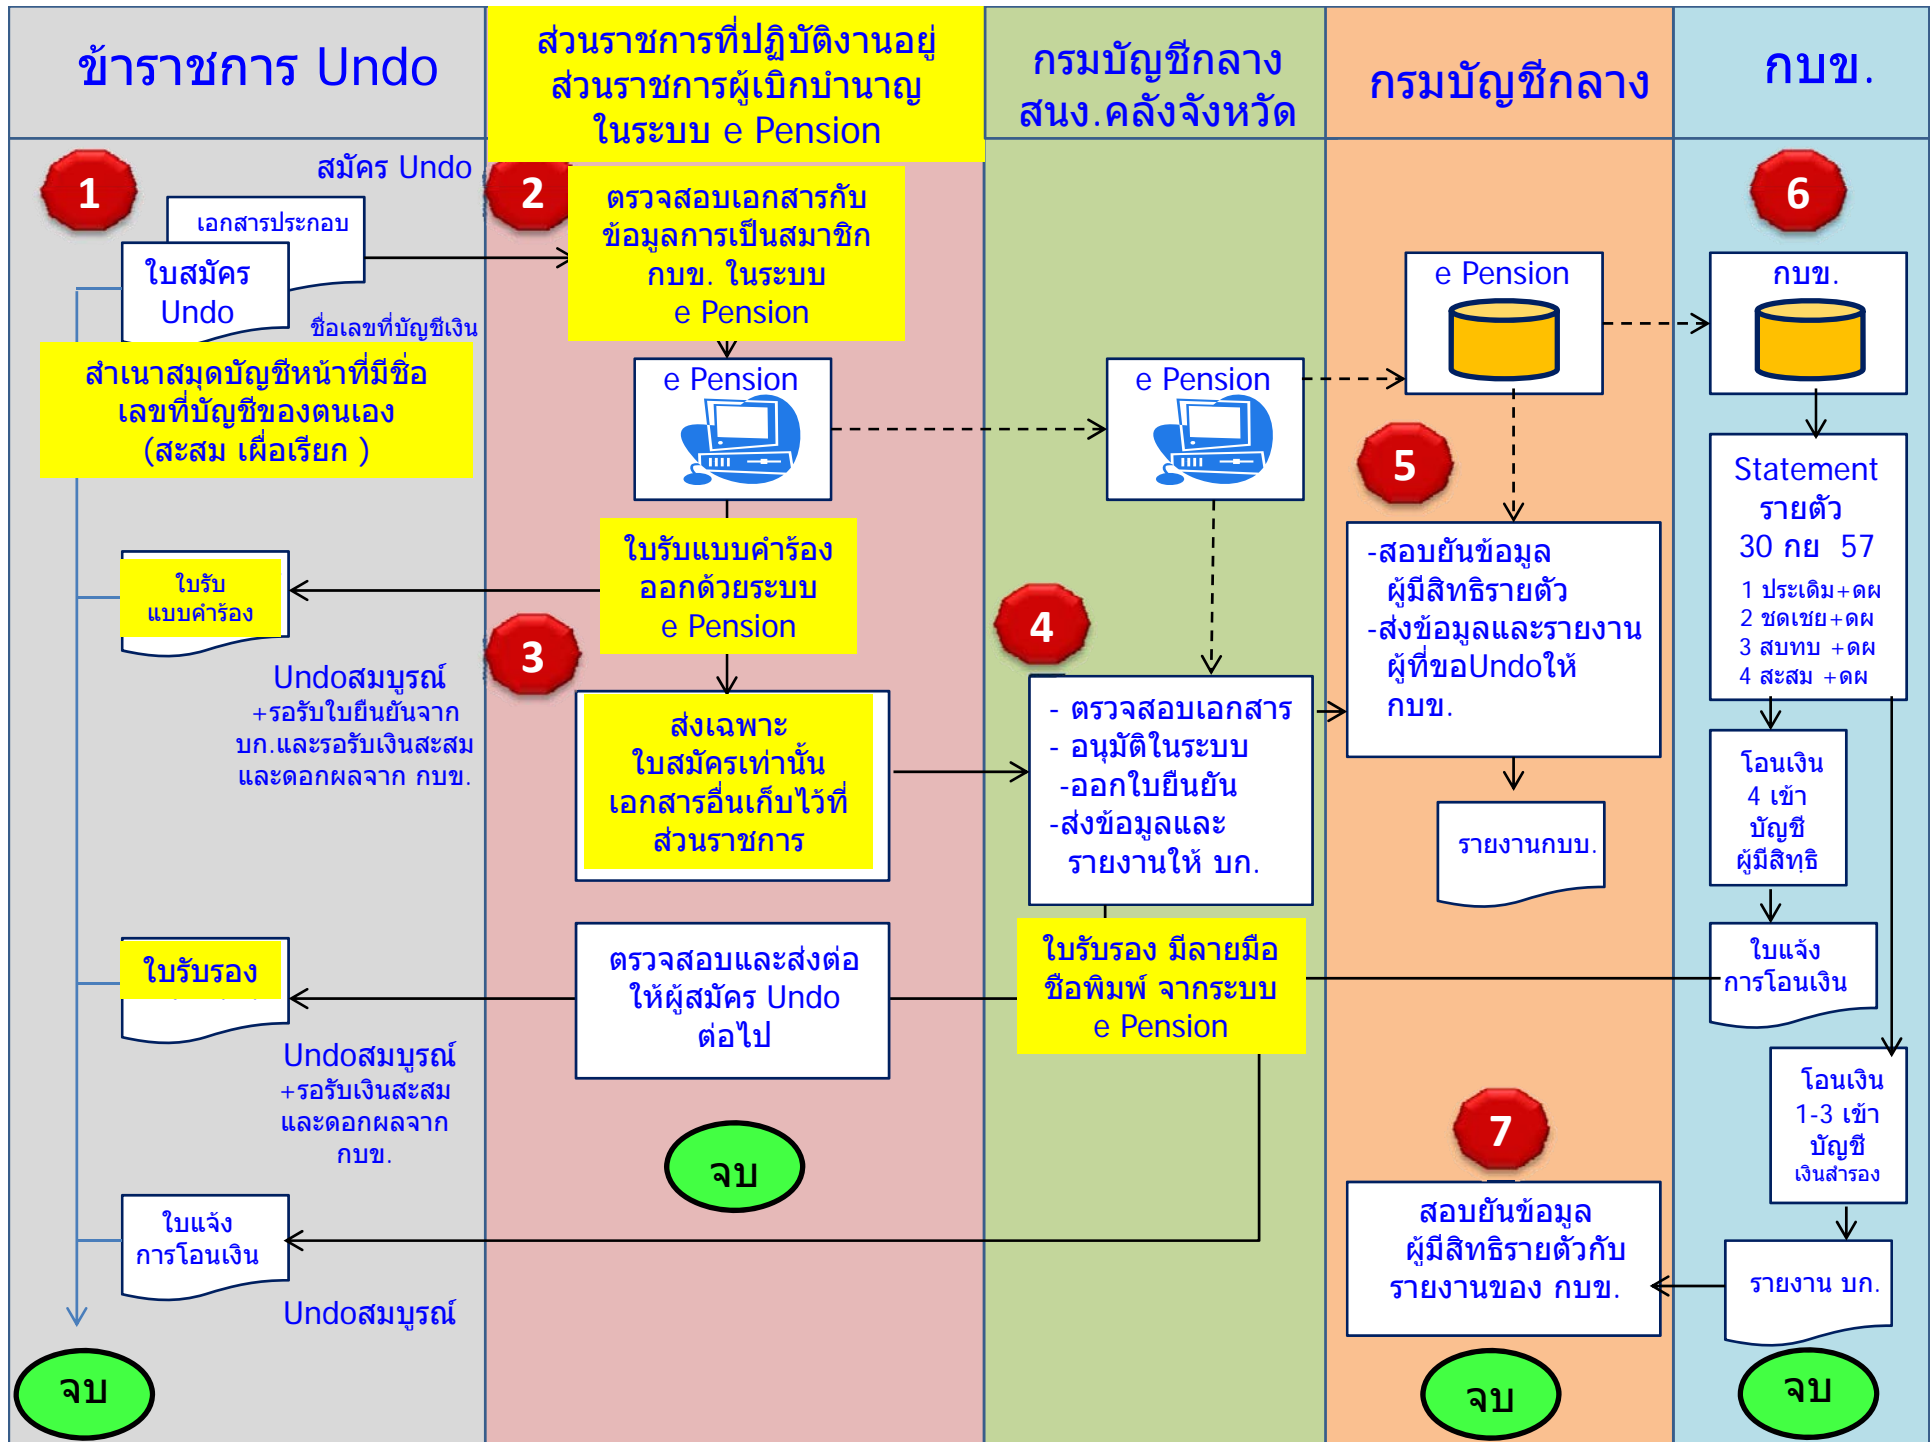 ข้าราชการ Undo
ส่วนราชการที่ปฏิบัติงานอยู่
ส่วนราชการผู้เบิกบำนาญ
ในระบบ e Pension
กรมบัญชีกลาง
สนง.คลังจังหวัด
กรมบัญชีกลาง
กบข.
1
สมัคร Undo
เอกสารประกอบ
ใบสมัคร
Undo
ชื่อเลขที่บัญชีเงิน
สำเนาสมุดบัญชีหน้าที่มีชื่อ
เลขที่บัญชีของตนเอง
(สะสม เผื่อเรียก )
ใบรับ
แบบคำร้อง
Undoสมบูรณ์
+รอรับใบยืนยันจาก
บก.และรอรับเงินสะสม
และดอกผลจาก กบข.
ใบรับรอง
Undoสมบูรณ์
+รอรับเงินสะสม
และดอกผลจาก
กบข.
ใบแจ้ง
การโอนเงิน
Undoสมบูรณ์
จบ
2
ตรวจสอบเอกสารกับ
ข้อมูลการเป็นสมาชิก
กบข. ในระบบ
e Pension
e Pension
ใบรับแบบคำร้อง
ออกด้วยระบบ
e Pension
3
ส่งเฉพาะ
ใบสมัครเท่านั้น
เอกสารอื่นเก็บไว้ที่
ส่วนราชการ
ตรวจสอบและส่งต่อ
ให้ผู้สมัคร Undo
ต่อไป
จบ
e Pension
4
- ตรวจสอบเอกสาร
- อนุมัติในระบบ
-ออกใบยืนยัน
-ส่งข้อมูลและ
รายงานให้ บก.
ใบรับรอง มีลายมือ
ชือพิมพ์ จากระบบ
e Pension
e Pension
5
-สอบยันข้อมูล
ผู้มีสิทธิรายตัว
-ส่งข้อมูลและรายงาน
ผู้ที่ขอUndoให้
กบข.
รายงานกบบ.
7
สอบยันข้อมูล
ผู้มีสิทธิรายตัวกับ
รายงานของ กบข.
จบ
6
กบข.
Statement
รายตัว
30 กย 57
1 ประเดิม+ดผ
2 ชดเชย+ดผ
3 สบทบ +ดผ
4 สะสม +ดผ
โอนเงิน
4 เข้า
บัญชี
ผู้มีสิทฺธิ
ใบแจ้ง
การโอนเงิน
โอนเงิน
1-3 เข้า
บัญชี
เงินสำรอง
รายงาน บก.
จบ